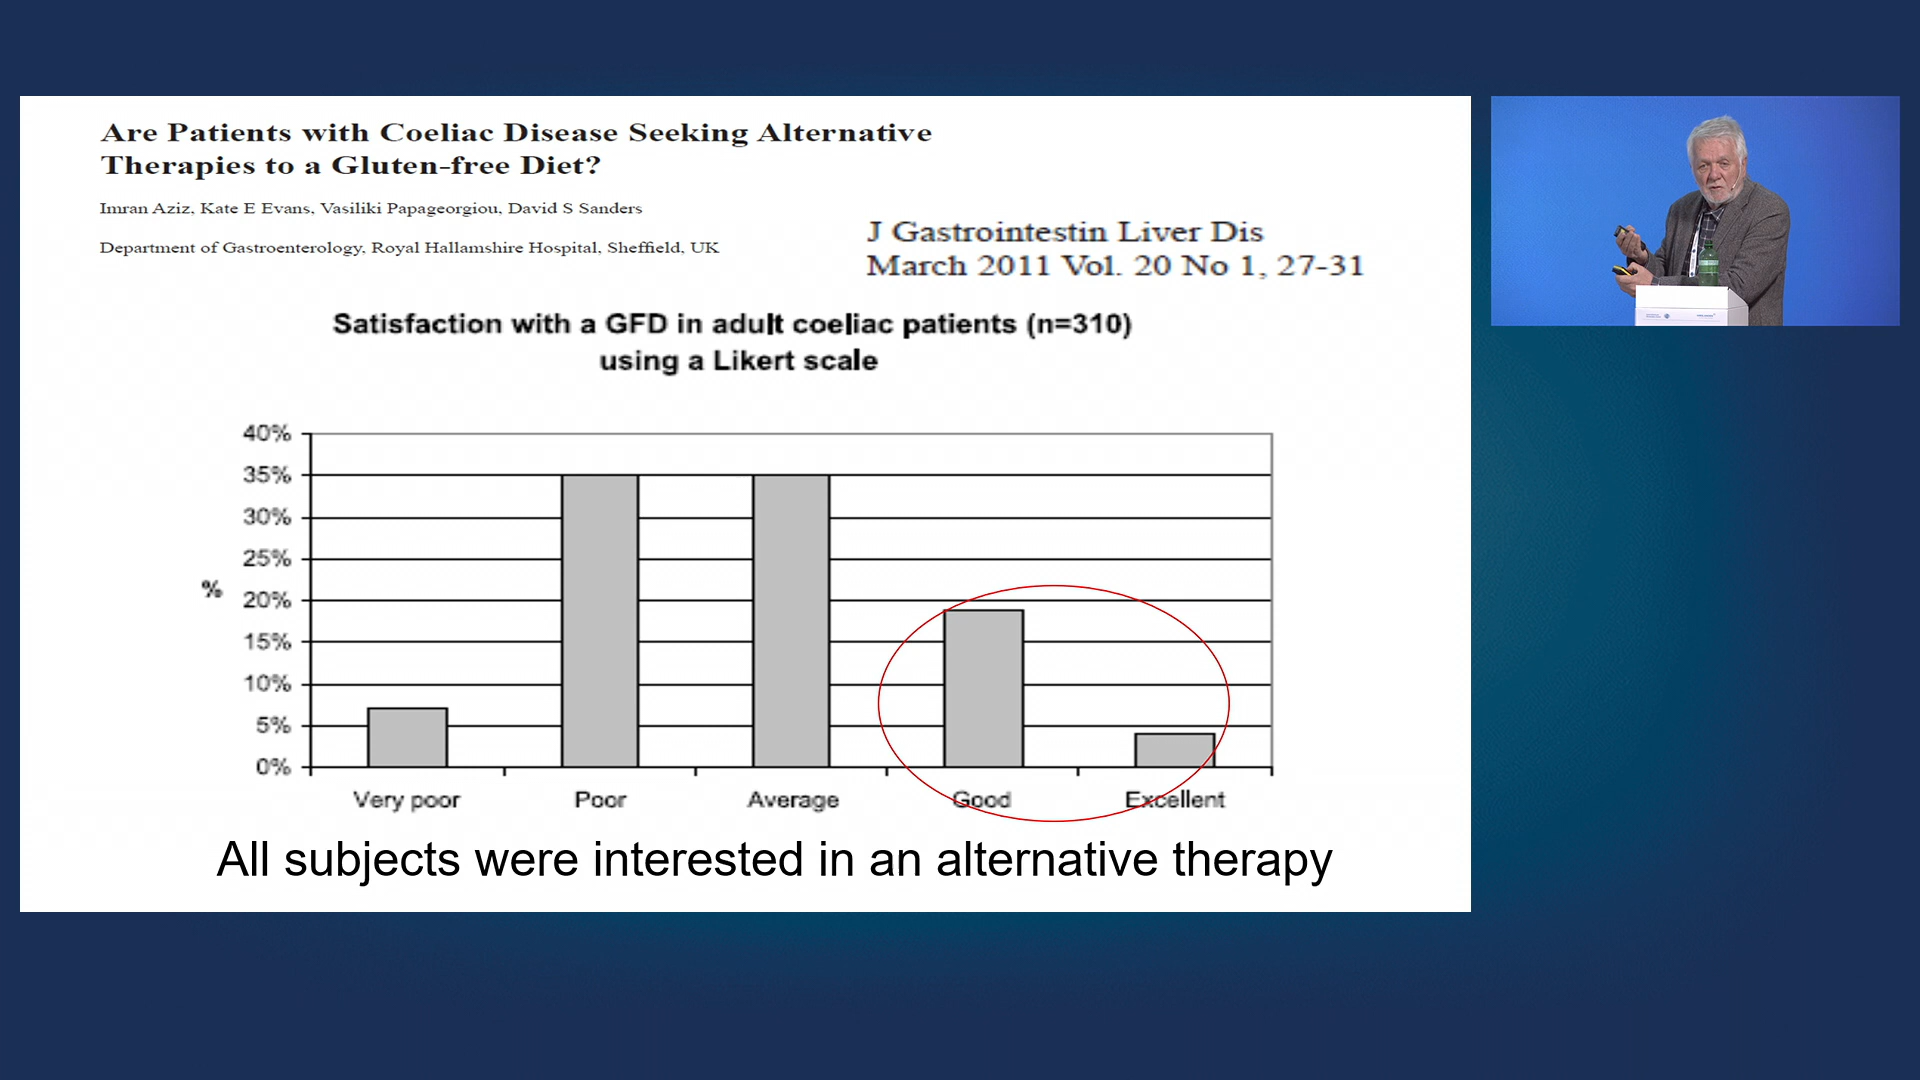 Are Patients with Coeliac Disease Seeking Alternative
Therapies to a Gluten-free Diet?
Imran Aziz, Kate E Evans, Vasiliki Papageorgiou, David S Sanders
Department of Gastroenterology, Royal Hallamshire Hospital, Sheffield, UK
J Gastrointestin Liver Dis
March 2011 Vol. 20 No 1, 27-31
Satisfaction with a GFD in adult coeliac patients (n=310)
using a Likert scale
40%
35%
30%
25%
%
20%
15%
10%
5%
0%
Very poor
Poor
Average
Good
Excellent
All subjects were interested in an alternative therapy